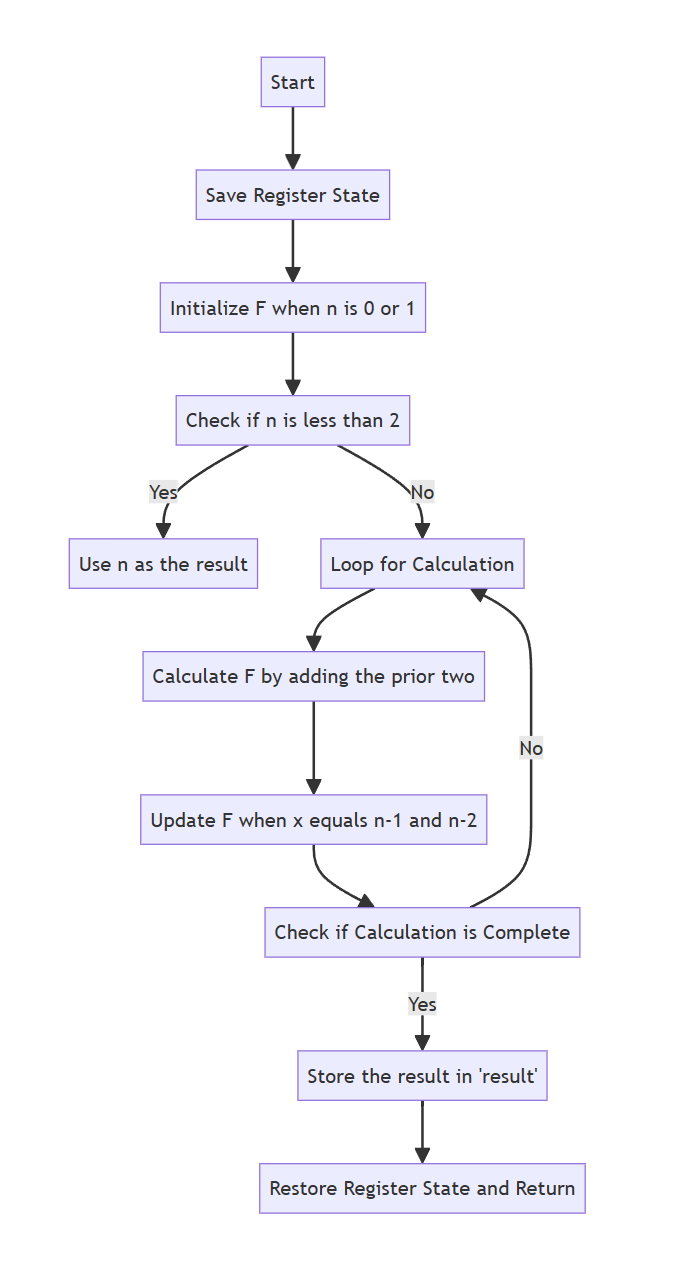 Start
Save Register State
Initialize F when n is 0 or 1
Check if n is less than 2
Yes
No
Use n as the result
Loop for Calculation
Calculate F by adding the prior two
No
Update F when x equals n-1 and n-2
Check if Calculation is Complete
Yes
Store the result in 'result'
Restore Register State and Return